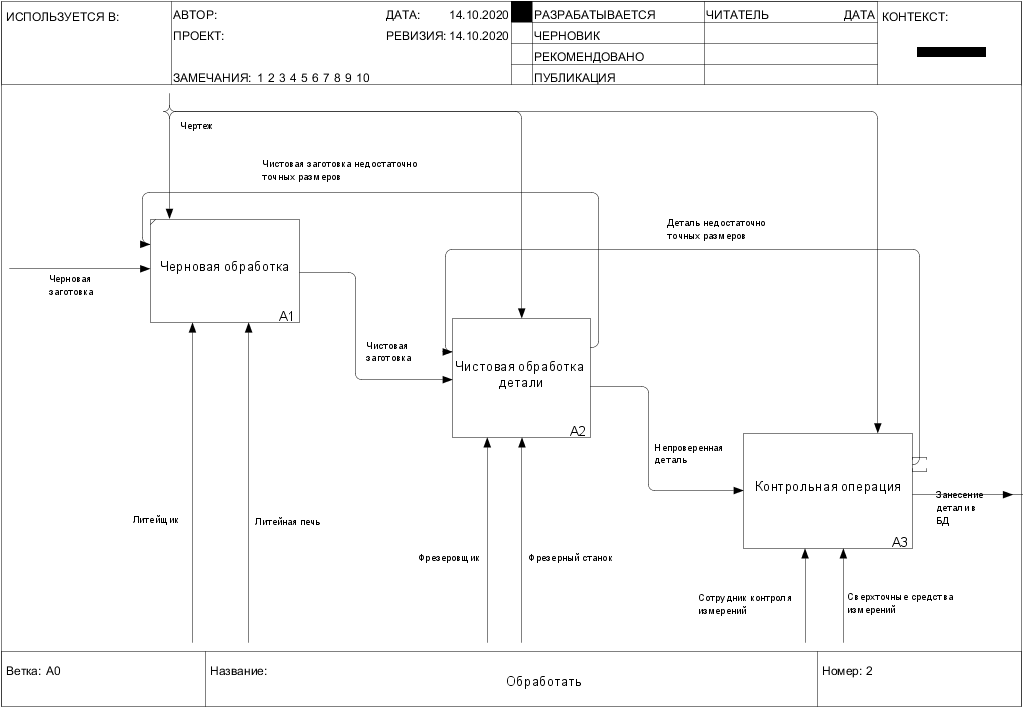 ИСПОЛЬЗУЕТСЯ В:
АВТОР:
ДАТА: 14.10.2020
РАЗРАБАТЫВАЕТСЯ
ЧИТАТЕЛЬ
ДАТА
КОНТЕКСТ:
ПРОЕКТ:
РЕВИЗИЯ: 14.10.2020
ЧЕРНОВИК
РЕКОМЕНДОВАНО
ЗАМЕЧАНИЯ: 1 2 3 4 5 6 7 8 9 10
ПУБЛИКАЦИЯ
Чертеж
Чистовая заготовка недостаточно
точных размеров
Деталь недостаточно
точных размеров
Черновая обработка
A1
Черновая
заготовка
Чистовая
заготовка
Чистовая обработка
детали
A2
Непроверенная
деталь
Контрольная операция
A3
Занесение
детали в
БД
Литейщик
Литейная печь
Фрезеровщик
Фрезерный станок
Сотрудник контроля
измерений
Сверхточные средства
измерений
Ветка: A0
Название:
Обработать
Номер: 2